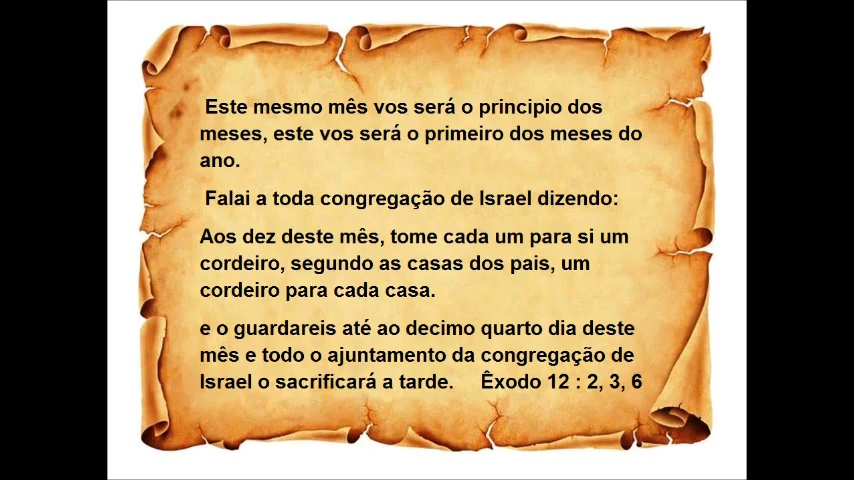 Este mesmo mês vos será o principio dos
meses, este vos será o primeiro dos meses do
ano.
Falai a toda congregação de Israel dizendo:
Aos dez deste mês, tome cada um para si um
cordeiro, segundo as casas dos pais, um
cordeiro para cada casa.
e o guardareis até ao decimo quarto dia deste
mês e todo o ajuntamento da congregação de
Israel o sacrificará a tarde. Êxodo 12 : 2, 3, 6